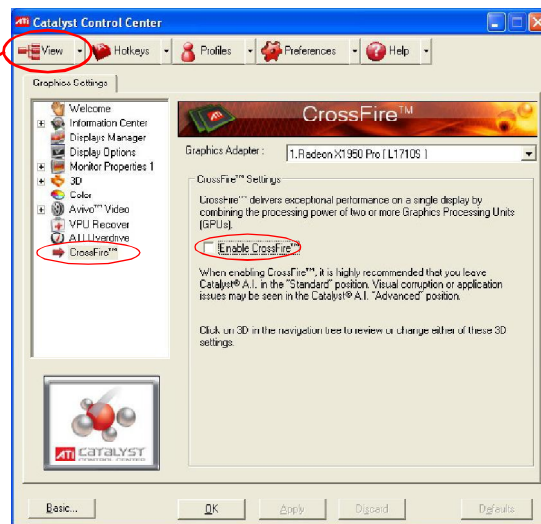 ATI Catalyst Control Center
View Hotkeys Profiles Preferences Help
Graphics Settings
Welcome
Information Center
Displays Manager
Display Options
Monitor Properties 1
3D
Color
Avivo™ Video
VPU Recover
ATI Overdrive
CrossFire™
CrossFire™
Graphics Adapter :
1. Radeon X1950 Pro [ L1710S ]
CrossFire™ Settings
CrossFire™ delivers exceptional performance on a single display by
combining the processing power of two or more Graphics Processing Units
(GPUs).
Enable CrossFire™
When enabling CrossFire™, it is highly recommended that you leave
Catalyst® A.I. in the "Standard" position. Visual corruption or application
issues may be seen in the Catalyst® A.I. "Advanced" position.
Click on 3D in the navigation tree to review or change either of these 3D
settings.
ATI CATALYST
CONTROL CENTER
Basic...
OK
Apply
Discard
Defaults